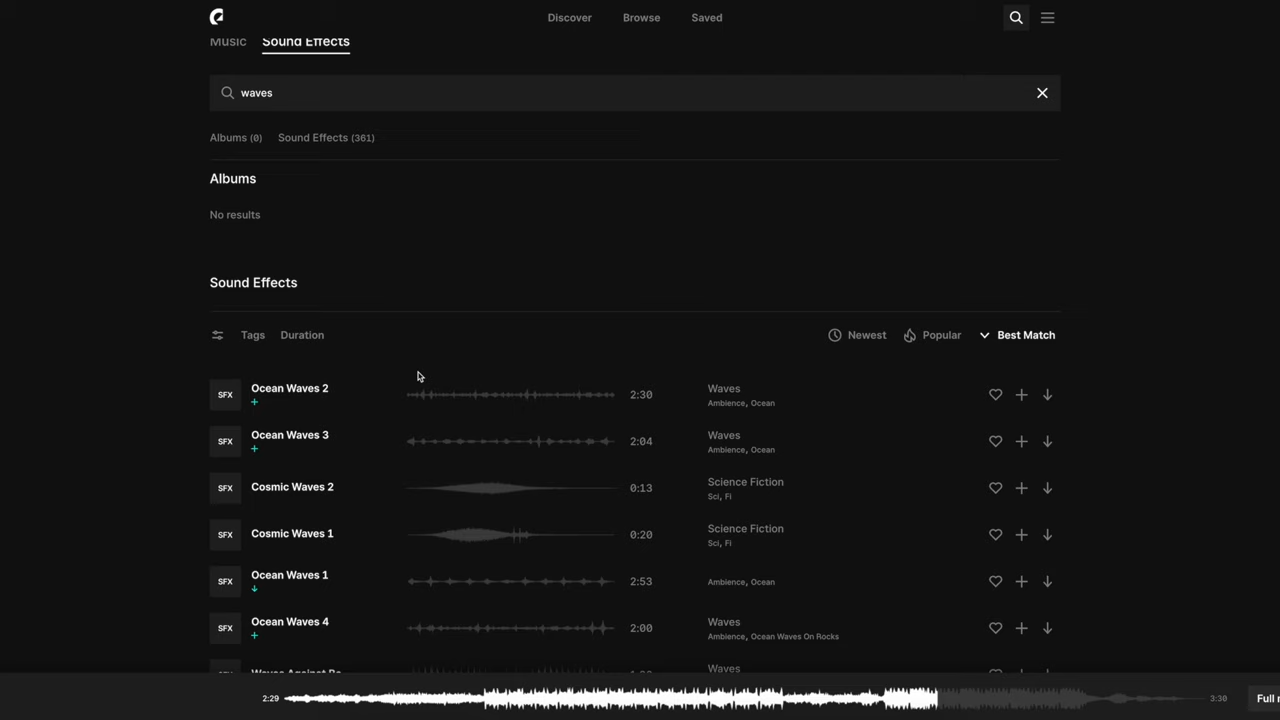 Discover Browse Saved
Music Sound Effects
waves
Albums (0) Sound Effects (361)
Albums
No results
Sound Effects
Tags Duration Newest Popular Best Match
SFX Ocean Waves 2 2:30 Waves
Ambience, Ocean
SFX Ocean Waves 3 2:04 Waves
Ambience, Ocean
SFX Cosmic Waves 2 0:13 Science Fiction
Sci, Fi
SFX Cosmic Waves 1 0:20 Science Fiction
Sci, Fi
SFX Ocean Waves 1 2:53 Ambience, Ocean
SFX Ocean Waves 4 2:00 Waves
Ambience, Ocean Waves On Rocks
Waves Against Waves
2:29 3:30 Full